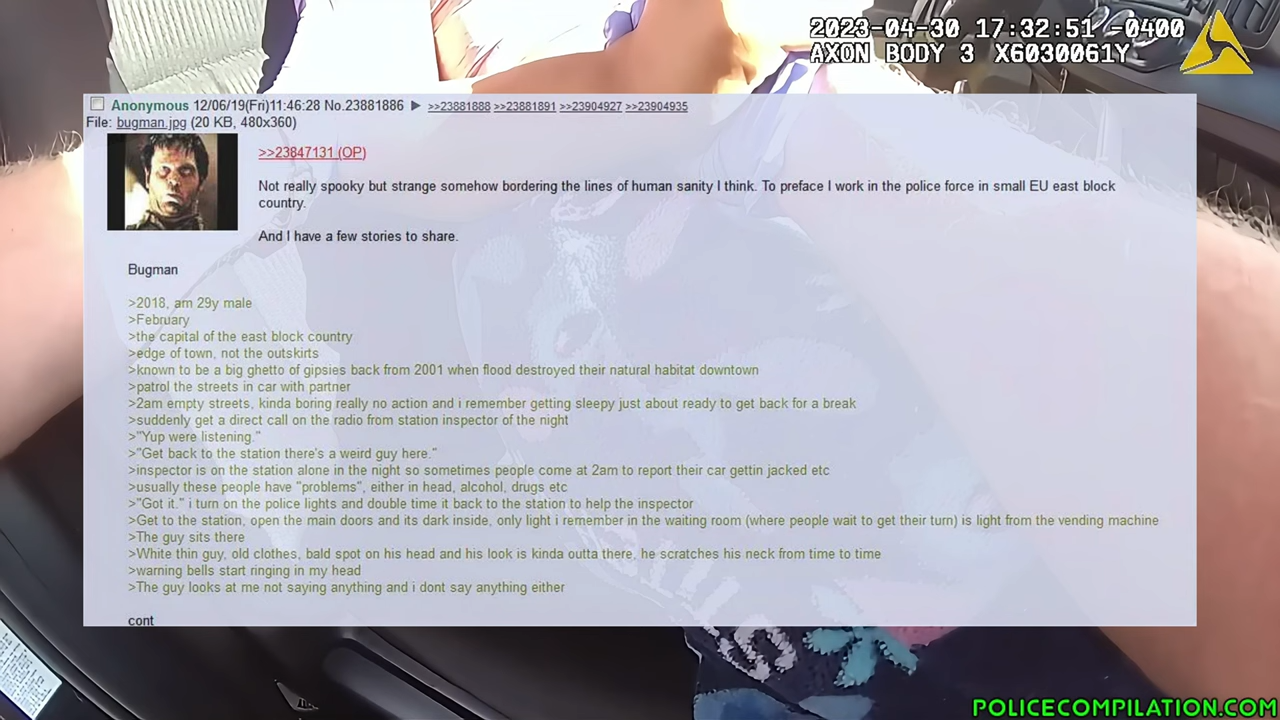 2023-04-30 17:32:51 -0400
AXON BODY 3 X6030061Y
Anonymous 12/06/19(Fri)11:46:28 No.23881886 ▶ >>23881888 >>23881891 >>23904927 >>23904935
File: bugman.jpg (20 KB, 480x360)
>>23847131 (OP)
Not really spooky but strange somehow bordering the lines of human sanity I think. To preface I work in the police force in small EU east block
country.
And I have a few stories to share.
Bugman
>2018, am 29y male
>February
>the capital of the east block country
>edge of town, not the outskirts
>known to be a big ghetto of gipsies back from 2001 when flood destroyed their natural habitat downtown
>patrol the streets in car with partner
>2am empty streets, kinda boring really no action and i remember getting sleepy just about ready to get back for a break
>suddenly get a direct call on the radio from station inspector of the night
>"Yup were listening."
>"Get back to the station there's a weird guy here."
>inspector is on the station alone in the night so sometimes people come at 2am to report their car gettin jacked etc
>usually these people have "problems", either in head, alcohol, drugs etc
>"Got it." i turn on the police lights and double time it back to the station to help the inspector
>Get to the station, open the main doors and its dark inside, only light i remember in the waiting room (where people wait to get their turn) is light from the vending machine
>The guy sits there
>White thin guy, old clothes, bald spot on his head and his look is kinda outta there, he scratches his neck from time to time
>warning bells start ringing in my head
>The guy looks at me not saying anything and i dont say anything either
cont
POLICECOMPILATION.COM